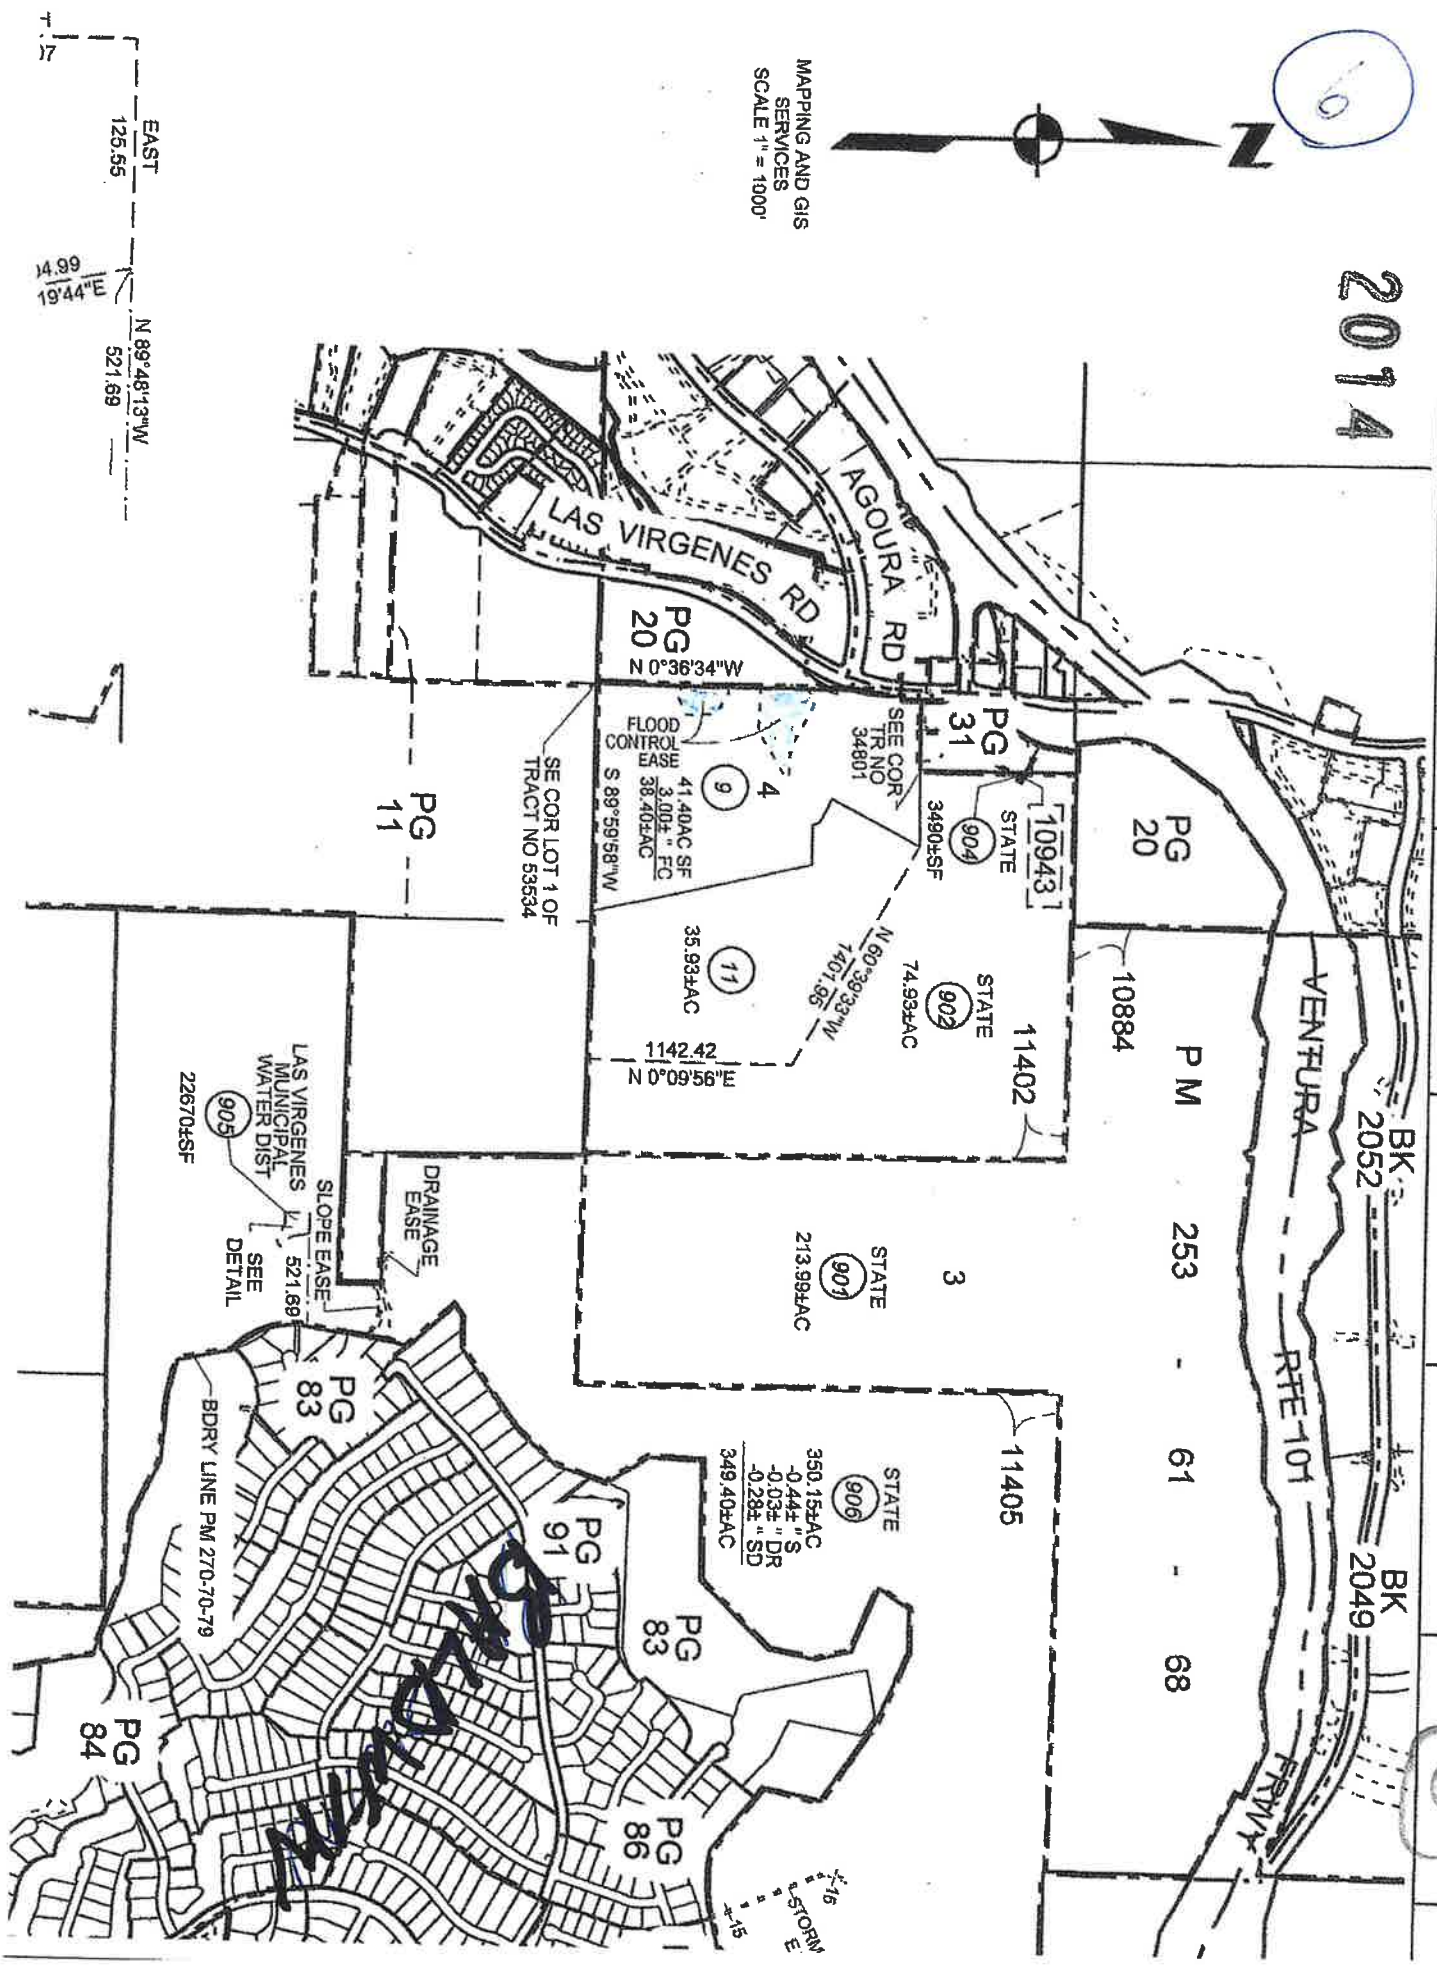 6
N
2014
MAPPING AND GIS
SERVICES
SCALE 1" = 1000'
EAST
125.55
N 89°48'13"W
521.69
19'44"E
LAS VIRGENES RD
AGOURA RD
PG
20
N 0°36'34"W
PG
31
PG
20
PG
11
SEE COR
TR NO
34801
FLOOD
CONTROL
EASE
4
9
41.40AC SF
3.00± " FC
38.40±AC
S 89°59'58"W
SE COR LOT 1 OF
TRACT NO 53534
10943
STATE
904
3490±SF
11
35.93±AC
N 60°39'33"W
1401.95
STATE
902
74.93±AC
1142.42
N 0°09'56"E
11402
10884
P M 253 - 61 - 68
VENTURA RTE 101 FRWY
BK
2052
BK
2049
3
STATE
901
213.99±AC
11405
STATE
906
350.15±AC
-0.44± " S
-0.03± " DR
-0.28± " SD
349.40±AC
LAS VIRGENES
MUNICIPAL
WATER DIST
905
22670±SF
DRAINAGE
EASE
SLOPE EASE
521.69
SEE
DETAIL
PG
83
BDRY LINE PM 270-70-79
PG
91
PG
83
PG
84
PG
86
16
STORM
E
15